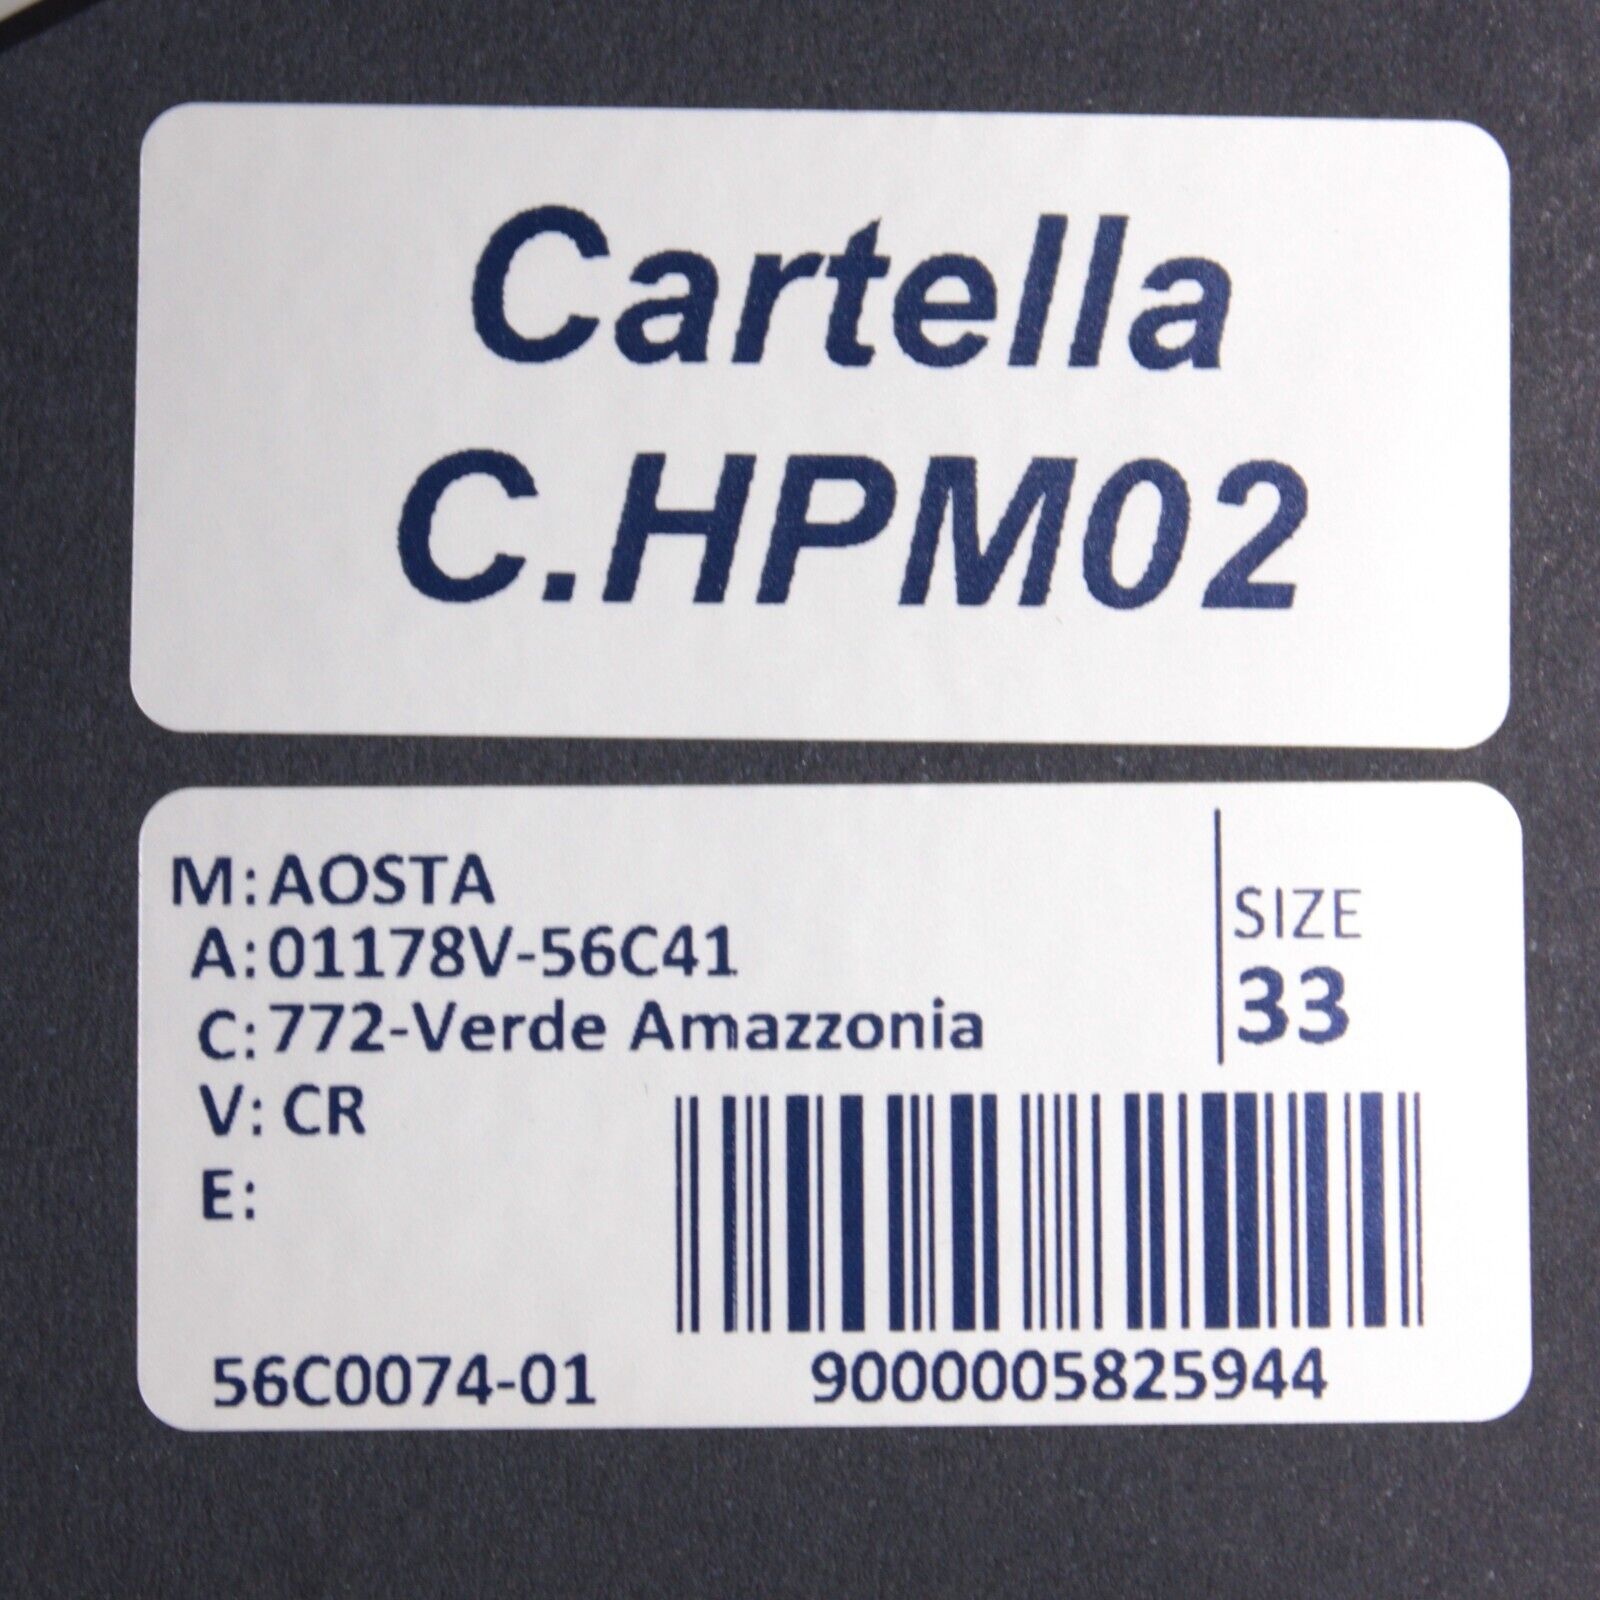 Cartella
C.HPM02
M: AOSTA
A: 01178V-56C41
C: 772-Verde Amazzonia
V: CR
E:
SIZE
33
56C0074-01
9000005825944